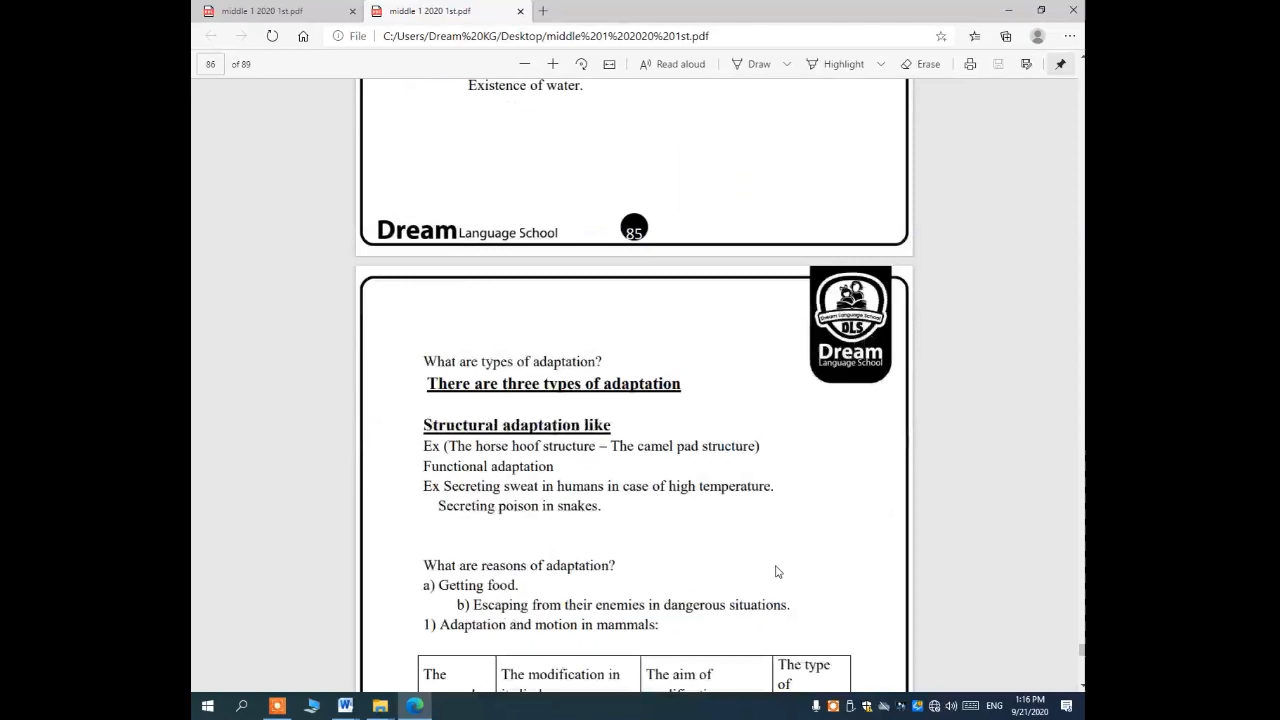 middle 1 2020 1st.pdf
middle 1 2020 1st.pdf
File
C:/Users/Dream%20KG/Desktop/middle%201%202020%201st.pdf
86 of 89
Read aloud
Draw
Highlight
Erase
Existence of water.
Dream Language School
85
Dream Language School
DLS
Dream
Language School
What are types of adaptation?
There are three types of adaptation
Structural adaptation like
Ex (The horse hoof structure – The camel pad structure)
Functional adaptation
Ex Secreting sweat in humans in case of high temperature.
Secreting poison in snakes.
What are reasons of adaptation?
a) Getting food.
b) Escaping from their enemies in dangerous situations.
1) Adaptation and motion in mammals:
The
The modification in
The aim of
The type
of
ENG
1:16 PM
9/21/2020